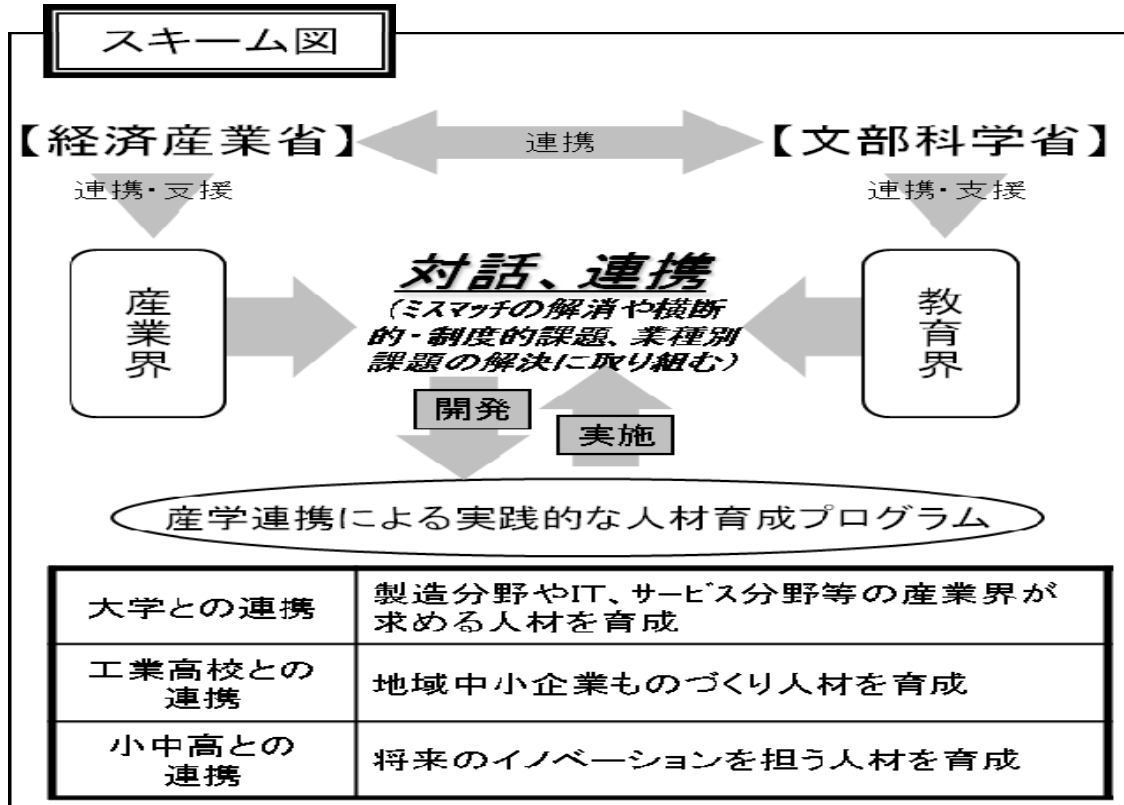 スキーム図
【経済産業省】
連携
【文部科学省】
連携・支援
連携・支援
産業界
対話、連携
(ミスマッチの解消や横断
的・制度的課題、業種別
課題の解決に取り組む)
教育界
開発
実施
産学連携による実践的な人材育成プログラム
大学との連携
製造分野やIT、サービス分野等の産業界が
求める人材を育成
工業高校との
連携
地域中小企業ものづくり人材を育成
小中高との
連携
将来のイノベーションを担う人材を育成